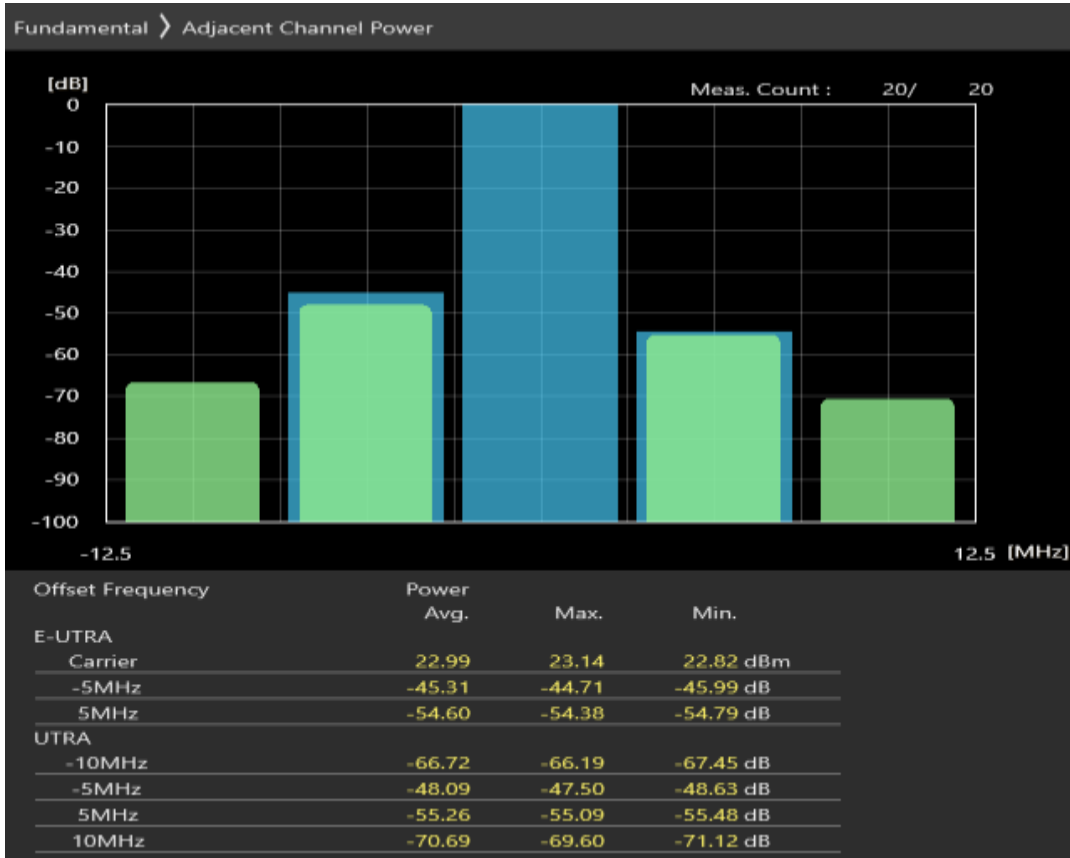 Fundamental 〉 Adjacent Channel Power
[dB]
Meas. Count : 20/ 20
0
-10
-20
-30
-40
-50
-60
-70
-80
-90
-100
-12.5 12.5 [MHz]
Offset Frequency Power
Avg. Max. Min.
E-UTRA
Carrier 22.99 23.14 22.82 dBm
-5MHz -45.31 -44.71 -45.99 dB
5MHz -54.60 -54.38 -54.79 dB
UTRA
-10MHz -66.72 -66.19 -67.45 dB
-5MHz -48.09 -47.50 -48.63 dB
5MHz -55.26 -55.09 -55.48 dB
10MHz -70.69 -69.60 -71.12 dB